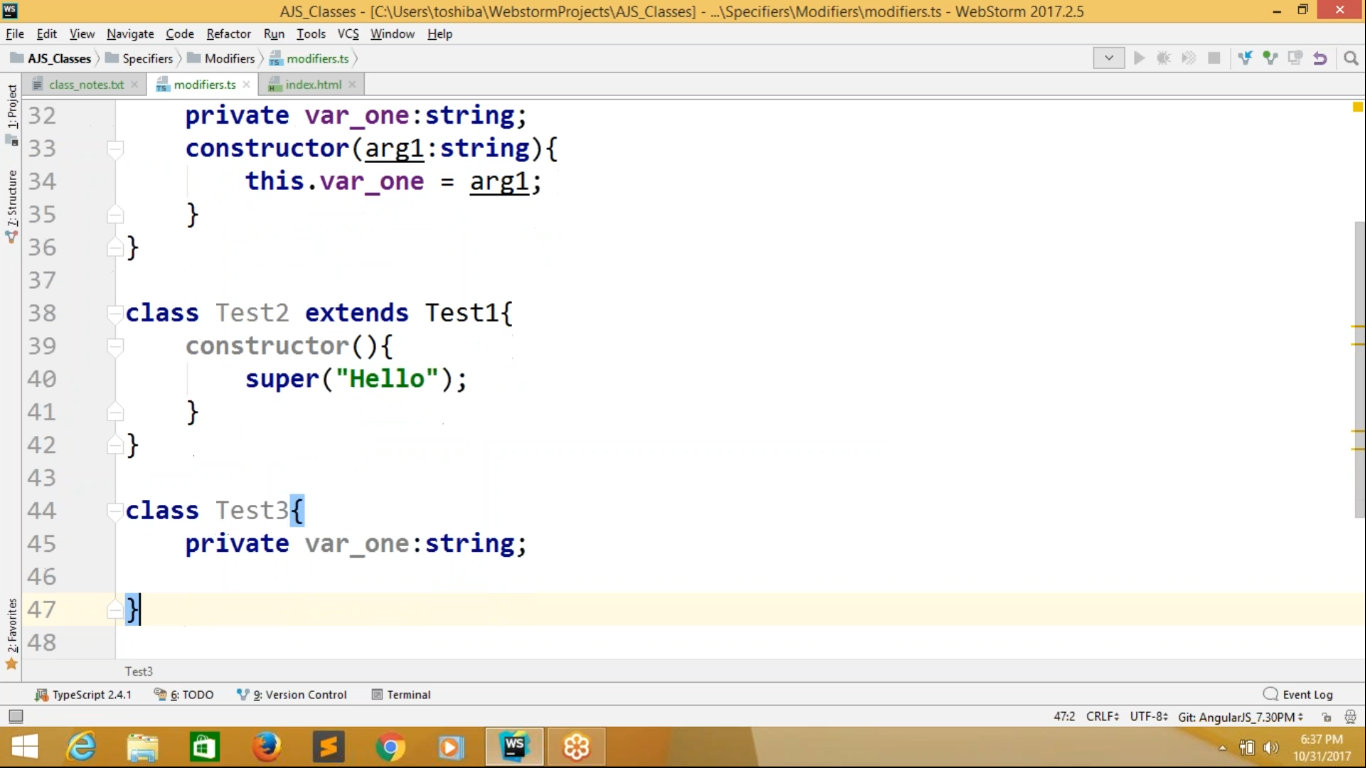 AJS_Classes - [C:\Users\toshiba\WebstormProjects\AJS_Classes] - ...\Specifiers\Modifiers\modifiers.ts - WebStorm 2017.2.5
File Edit View Navigate Code Refactor Run Tools VCS Window Help
AJS_Classes Specifiers Modifiers modifiers.ts
class_notes.txt modifiers.ts index.html
1: Project
7: Structure
2: Favorites
32 private var_one:string;
33 constructor(arg1:string){
34 this.var_one = arg1;
35 }
36 }
37
38 class Test2 extends Test1{
39 constructor(){
40 super("Hello");
41 }
42 }
43
44 class Test3{
45 private var_one:string;
46
47 }
48
Test3
TypeScript 2.4.1 6: TODO 9: Version Control Terminal Event Log
47:2 CRLF UTF-8 Git: AngularJS_7.30PM
6:37 PM
10/31/2017